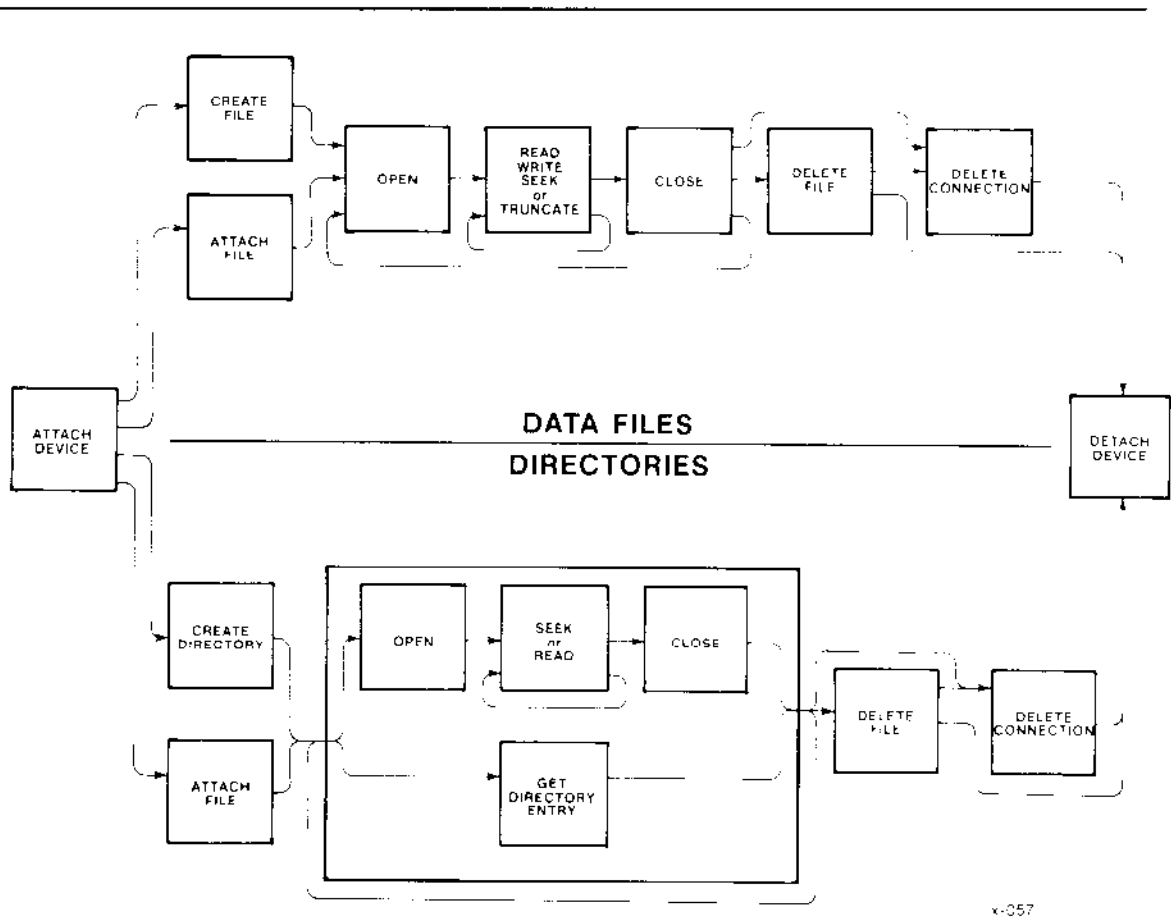 CREATE
FILE
OPEN
READ
WRITE
SEEK
or
TRUNCATE
CLOSE
DELETE
FILE
DELETE
CONNECTION
ATTACH
FILE
ATTACH
DEVICE
DATA FILES
DIRECTORIES
DETACH
DEVICE
CREATE
DIRECTORY
OPEN
SEEK
or
READ
CLOSE
DELETE
FILE
DELETE
CONNECTION
ATTACH
FILE
GET
DIRECTORY
ENTRY
x-057